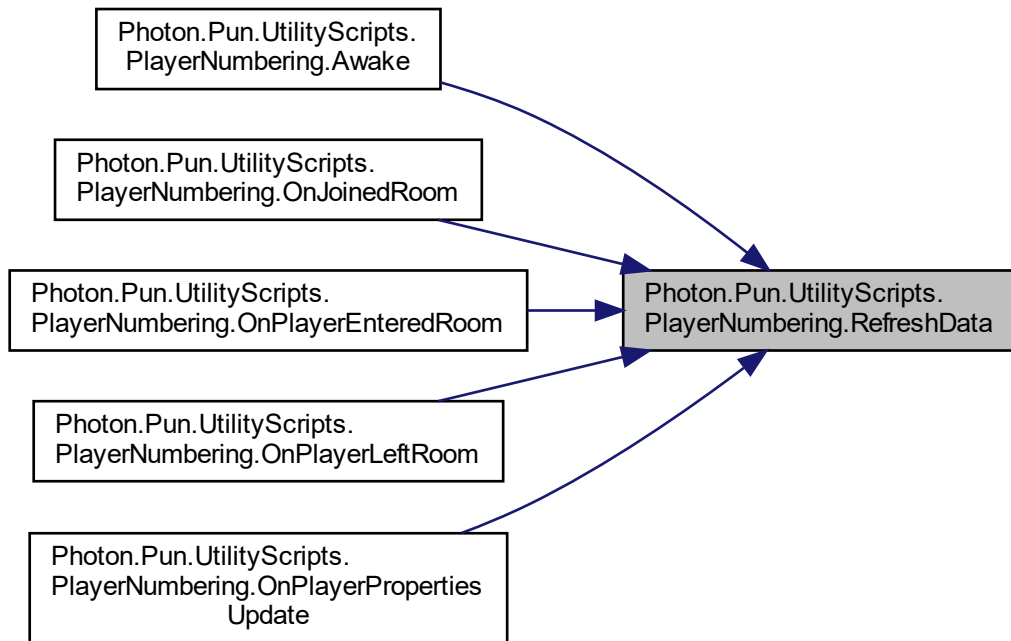 Photon.Pun.UtilityScripts.
PlayerNumbering.Awake
Photon.Pun.UtilityScripts.
PlayerNumbering.OnJoinedRoom
Photon.Pun.UtilityScripts.
PlayerNumbering.OnPlayerEnteredRoom
Photon.Pun.UtilityScripts.
PlayerNumbering.RefreshData
Photon.Pun.UtilityScripts.
PlayerNumbering.OnPlayerLeftRoom
Photon.Pun.UtilityScripts.
PlayerNumbering.OnPlayerProperties
Update